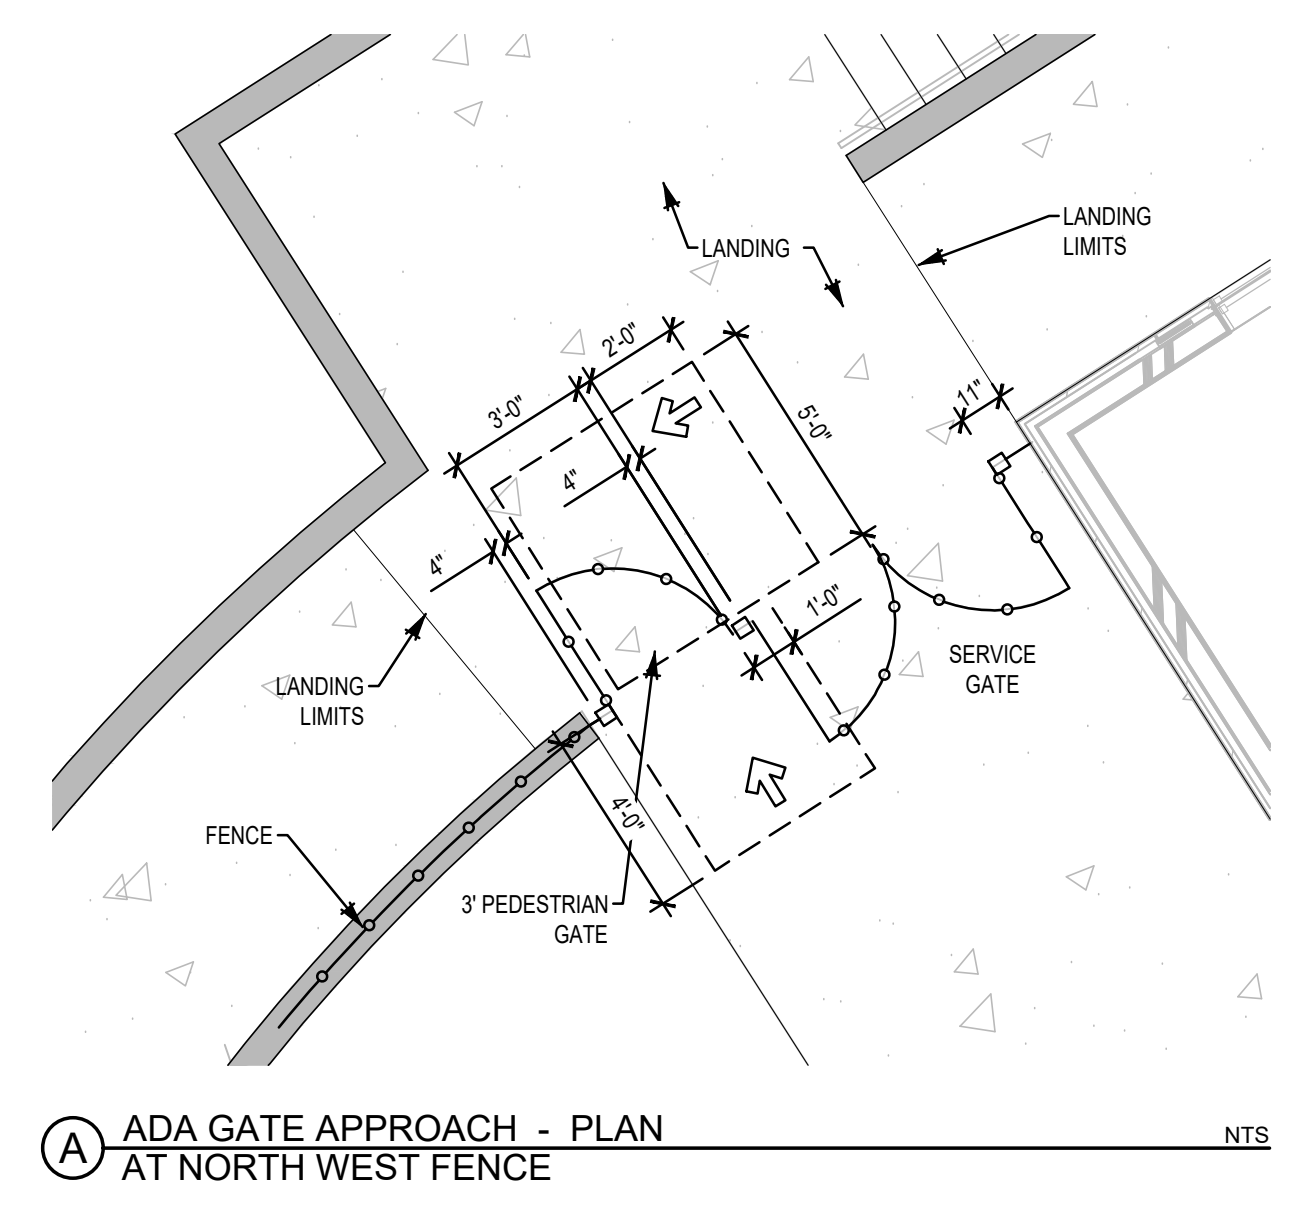 LANDING
LIMITS
LANDING
2'-0"
3'-0"
5'-0"
11"
4"
4"
1'-0"
SERVICE
GATE
LANDING
LIMITS
4'-0"
FENCE
3' PEDESTRIAN
GATE
A
ADA GATE APPROACH - PLAN
NTS
AT NORTH WEST FENCE